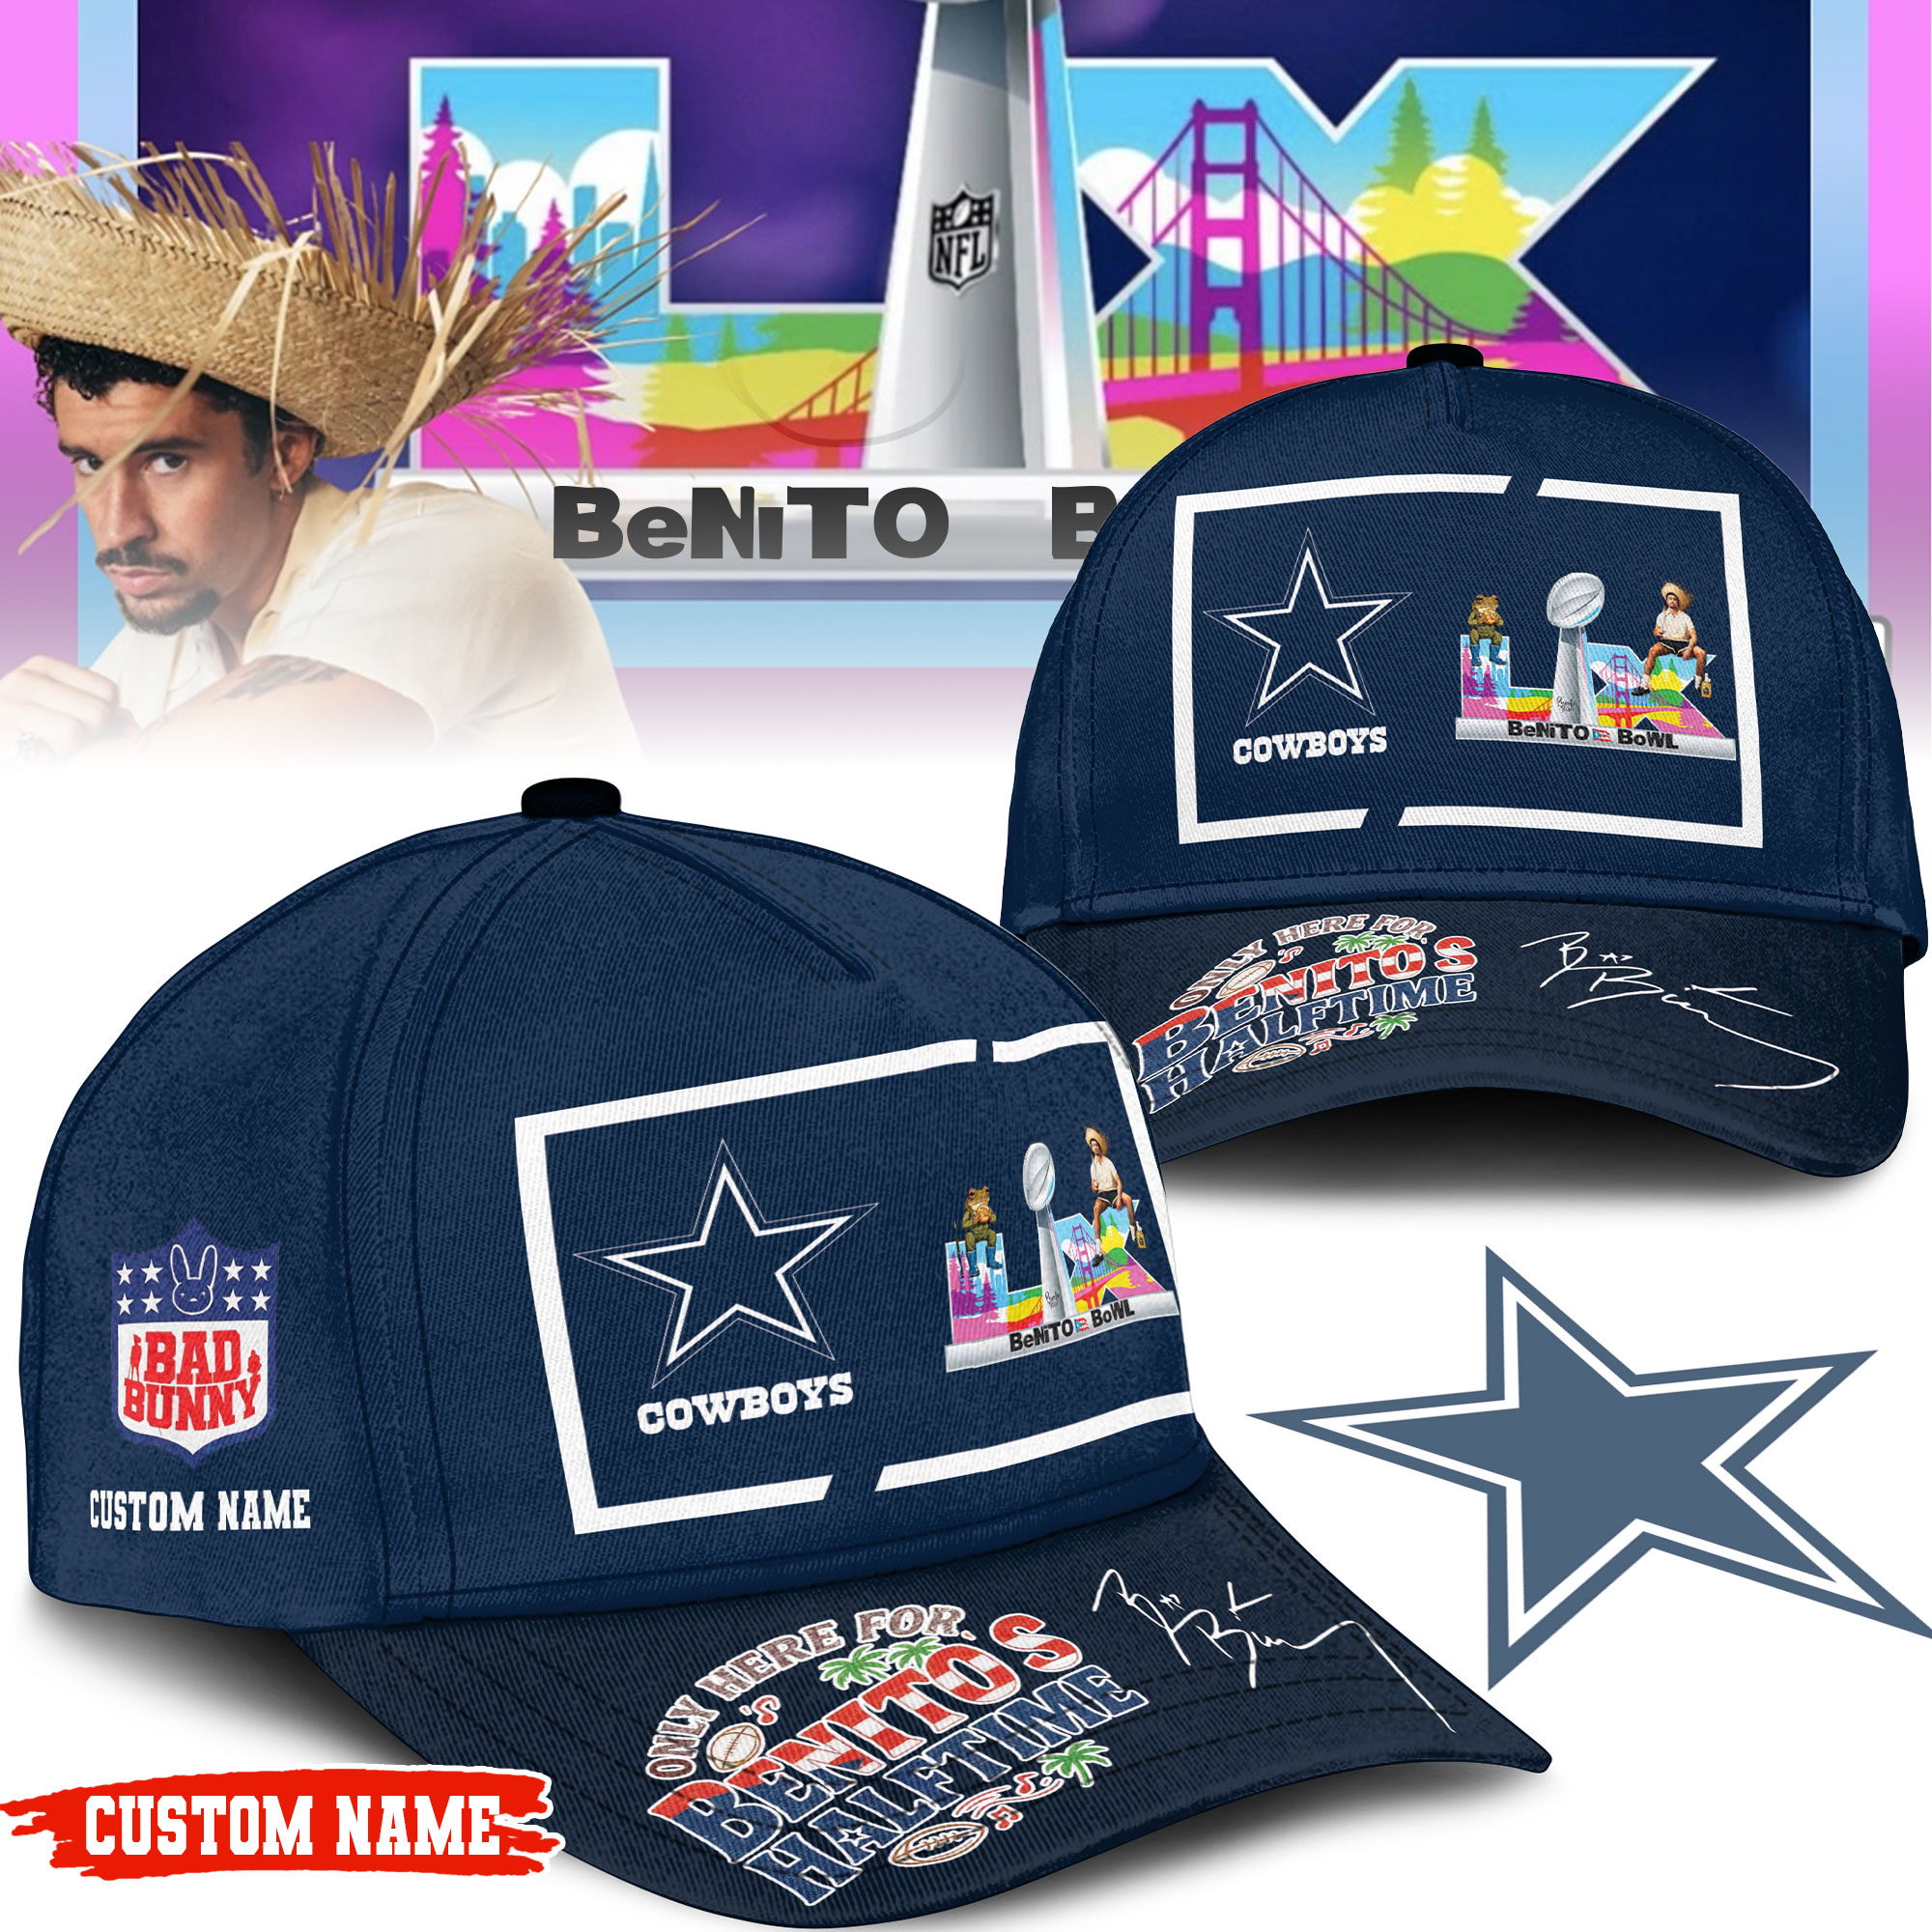 LX
NFL
BeNiTO B
COWBOYS
BeNiTO BoWL
ONLY HERE FOR
BENITO'S
HALFTIME
BAD
BUNNY
CUSTOM NAME
COWBOYS
BeNiTO BoWL
ONLY HERE FOR
BENITO'S
HALFTIME
CUSTOM NAME